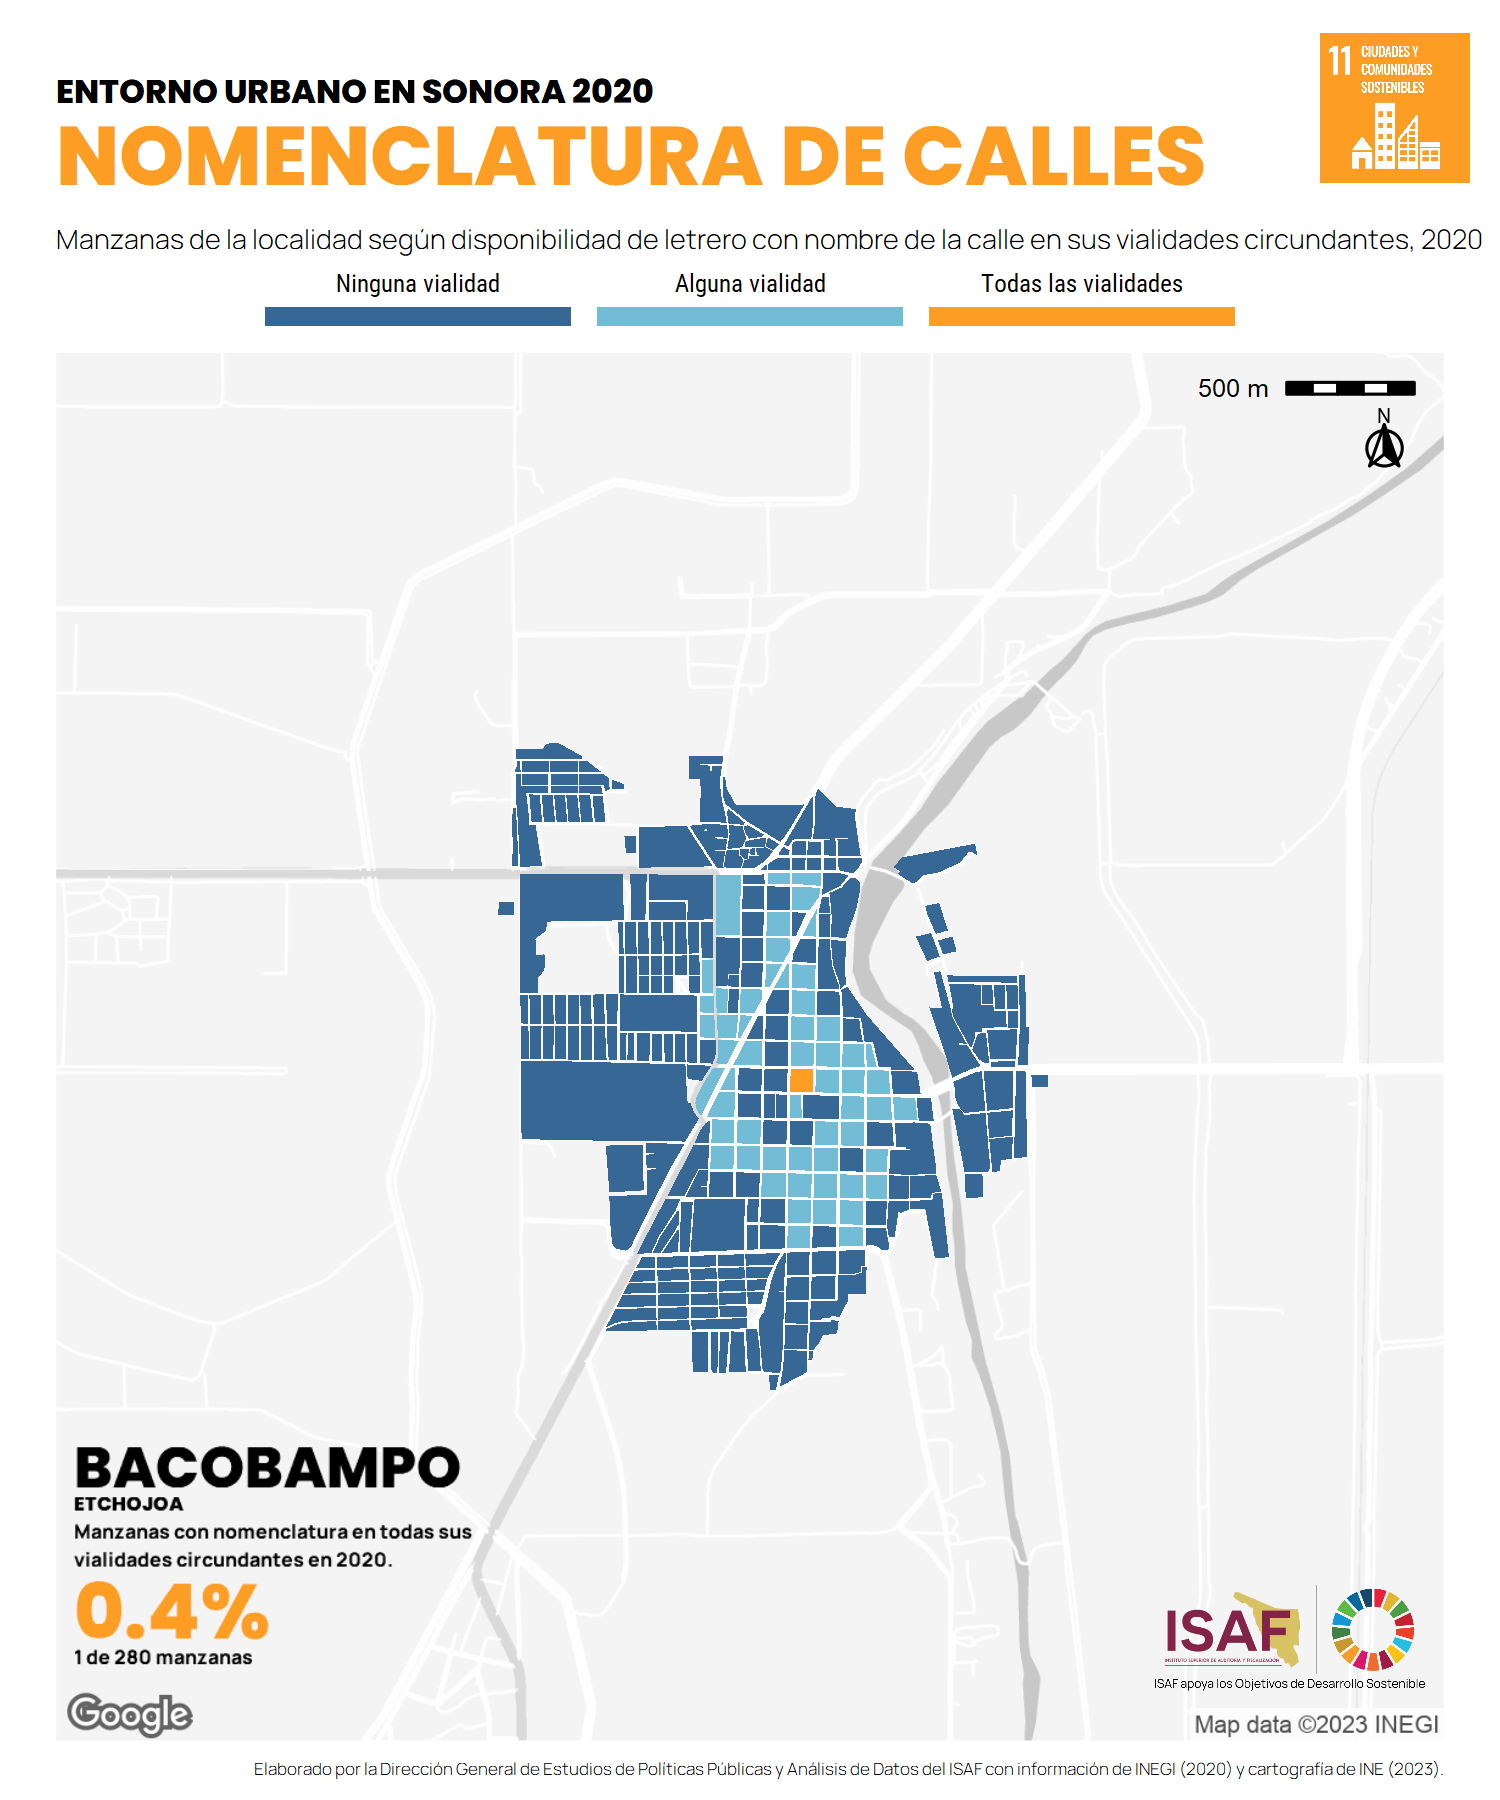 ENTORNO URBANO EN SONORA 2020
NOMENCLATURA DE CALLES
11 CIUDADES Y
COMUNIDADES
SOSTENIBLES
Manzanas de la localidad según disponibilidad de letrero con nombre de la calle en sus vialidades circundantes, 2020
Ninguna vialidad Alguna vialidad Todas las vialidades
500 m
N
BACOBAMPO
ETCHOJOA
Manzanas con nomenclatura en todas sus
vialidades circundantes en 2020.
0.4%
1 de 280 manzanas
Google
ISAF
INSTITUTO SUPERIOR DE AUDITORÍA Y FISCALIZACIÓN
ISAF apoya los Objetivos de Desarrollo Sostenible
Map data ©2023 INEGI
Elaborado por la Dirección General de Estudios de Políticas Públicas y Análisis de Datos del ISAF con información de INEGI (2020) y cartografía de INE (2023).